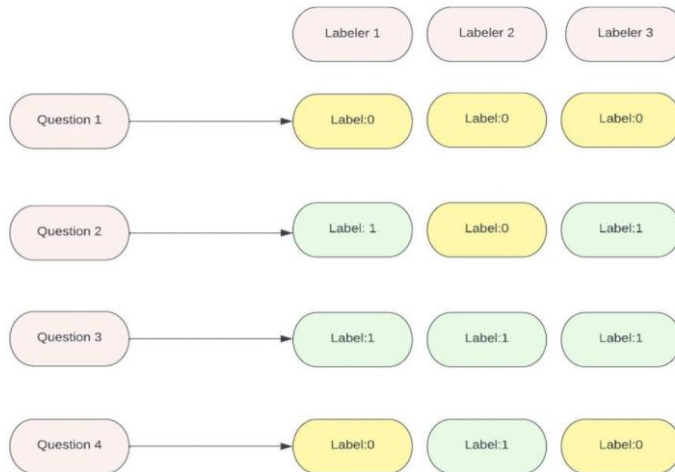 Labeler 1 Labeler 2 Labeler 3
Question 1 Label:0 Label:0 Label:0
Question 2 Label: 1 Label:0 Label:1
Question 3 Label:1 Label:1 Label:1
Question 4 Label:0 Label:1 Label:0